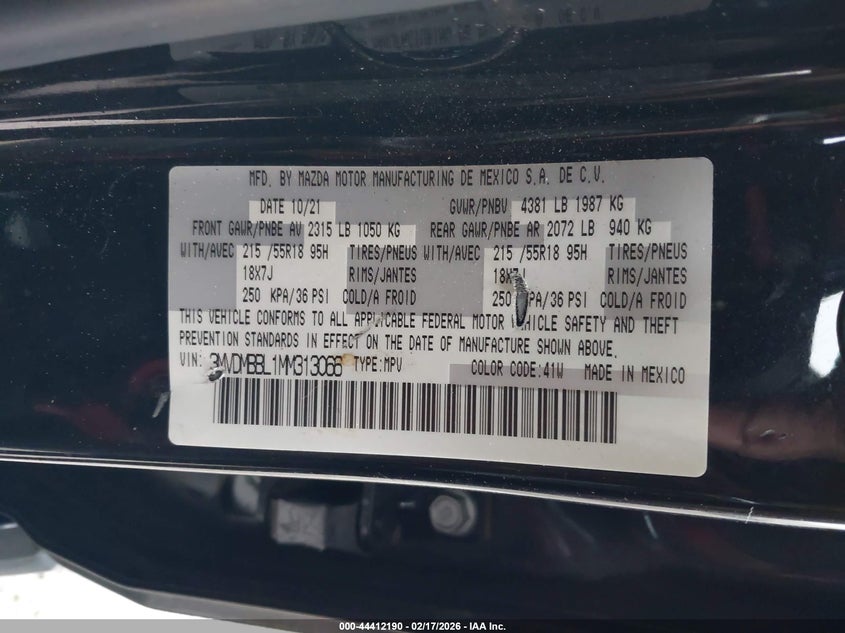 MFD. BY MAZDA MOTOR MANUFACTURING DE MEXICO S.A. DE C.V.
DATE 10/21 GVWR/PNBV 4381 LB 1987 KG
FRONT GAWR/PNBE AV 2315 LB 1050 KG REAR GAWR/PNBE AR 2072 LB 940 KG
WITH/AVEC 215 /55R18 95H TIRES/PNEUS WITH/AVEC 215 /55R18 95H TIRES/PNEUS
18X7J RIMS/JANTES 18X7J RIMS/JANTES
250 KPA/36 PSI COLD/A FROID 250 KPA/36 PSI COLD/A FROID
THIS VEHICLE CONFORMS TO ALL APPLICABLE FEDERAL MOTOR VEHICLE SAFETY AND THEFT
PREVENTION STANDARDS IN EFFECT ON THE DATE OF MANUFACTURE SHOWN ABOVE.
VIN: 3MVDMBBL1MM313066 TYPE:MPV COLOR CODE:41W MADE IN MEXICO
000-44412190 - 02/17/2026 - IAA Inc.